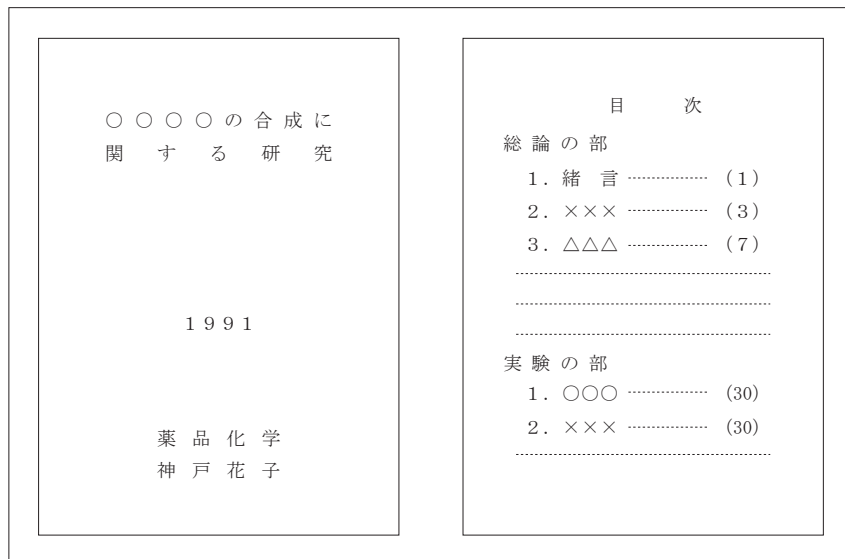 ○○○○の合成に
関する研究
1991
薬品化学
神戸花子
目 次
総論の部
1．緒 言 ……………… (1)
2．××× ……………… (3)
3．△△△ ……………… (7)
実験の部
1．○○○ ……………… (30)
2．××× ……………… (30)